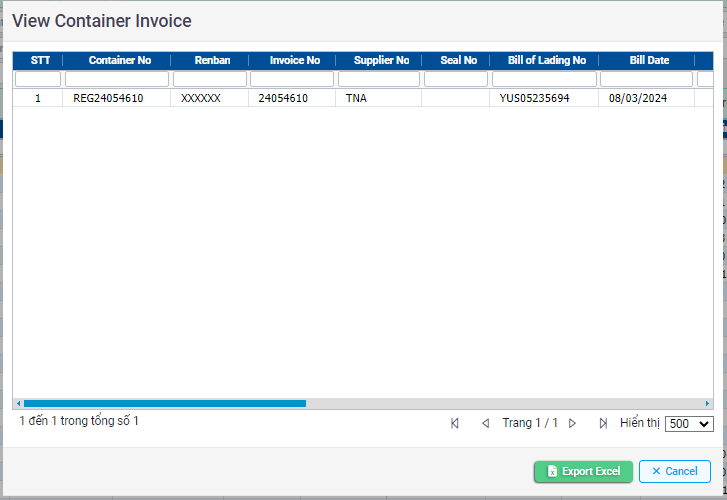 View Container Invoice
STT Container No Renban Invoice No Supplier No Seal No Bill of Lading No Bill Date
1 REG24054610 XXXXXX 24054610 TNA YUS05235694 08/03/2024
1 đến 1 trong tổng số 1 Trang 1 / 1 Hiển thị 500
Export Excel Cancel